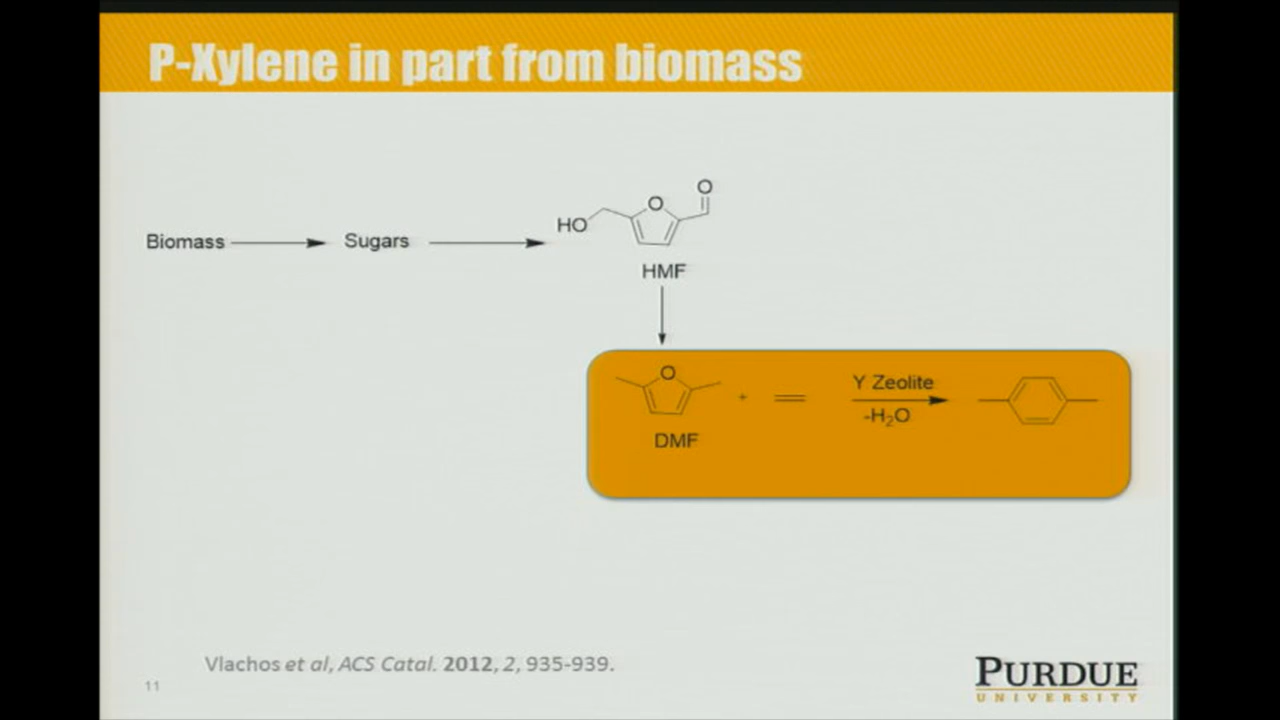 P-Xylene in part from biomass
O
O
HO
Biomass
Sugars
HMF
O
Y Zeolite
+
-H₂O
DMF
Vlachos et al, ACS Catal. 2012, 2, 935-939.
11
PURDUE
UNIVERSITY